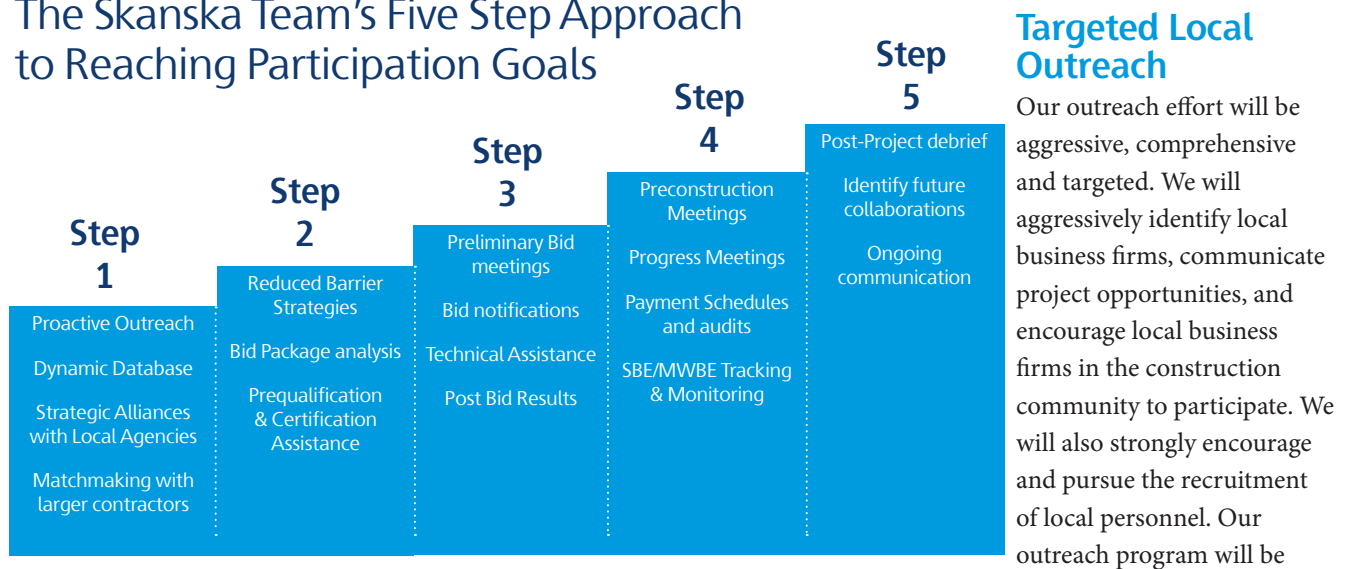 The Skanska Team's Five Step Approach
to Reaching Participation Goals
Step
1
Proactive Outreach
Dynamic Database
Strategic Alliances
with Local Agencies
Matchmaking with
larger contractors
Step
2
Reduced Barrier
Strategies
Bid Package analysis
Prequalification
& Certification
Assistance
Step
3
Preliminary Bid
meetings
Bid notifications
Technical Assistance
Post Bid Results
Step
4
Preconstruction
Meetings
Progress Meetings
Payment Schedules
and audits
SBE/MWBE Tracking
& Monitoring
Step
5
Post-Project debrief
Identify future
collaborations
Ongoing
communication
Targeted Local
Outreach
Our outreach effort will be
aggressive, comprehensive
and targeted. We will
aggressively identify local
business firms, communicate
project opportunities, and
encourage local business
firms in the construction
community to participate. We
will also strongly encourage
and pursue the recruitment
of local personnel. Our
outreach program will be